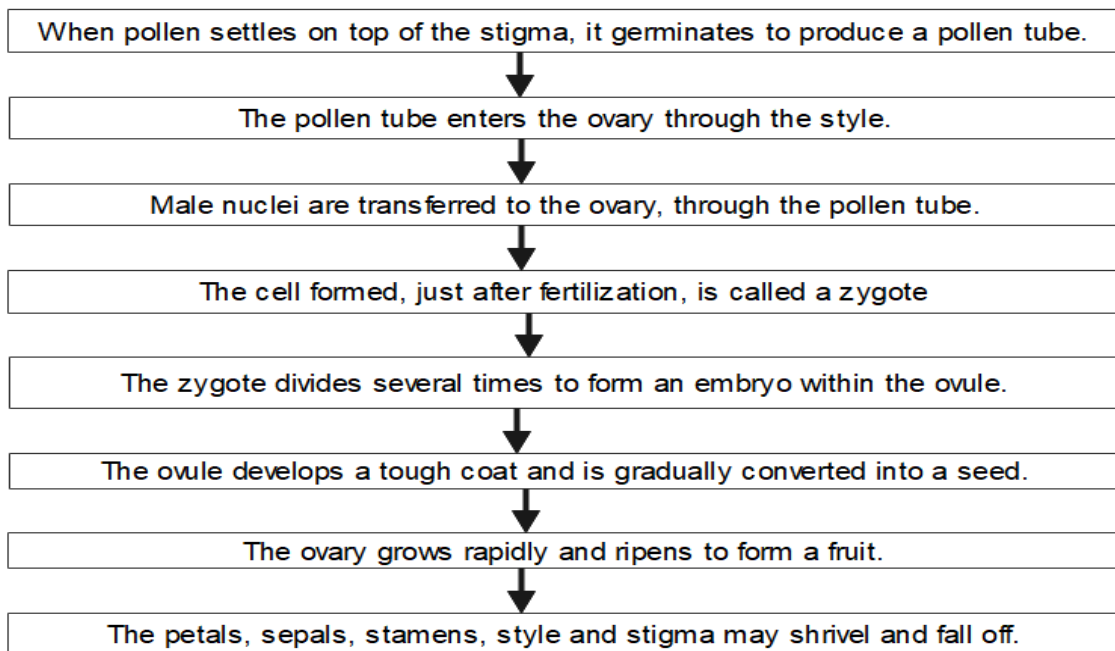 When pollen settles on top of the stigma, it germinates to produce a pollen tube.
The pollen tube enters the ovary through the style.
Male nuclei are transferred to the ovary, through the pollen tube.
The cell formed, just after fertilization, is called a zygote
The zygote divides several times to form an embryo within the ovule.
The ovule develops a tough coat and is gradually converted into a seed.
The ovary grows rapidly and ripens to form a fruit.
The petals, sepals, stamens, style and stigma may shrivel and fall off.